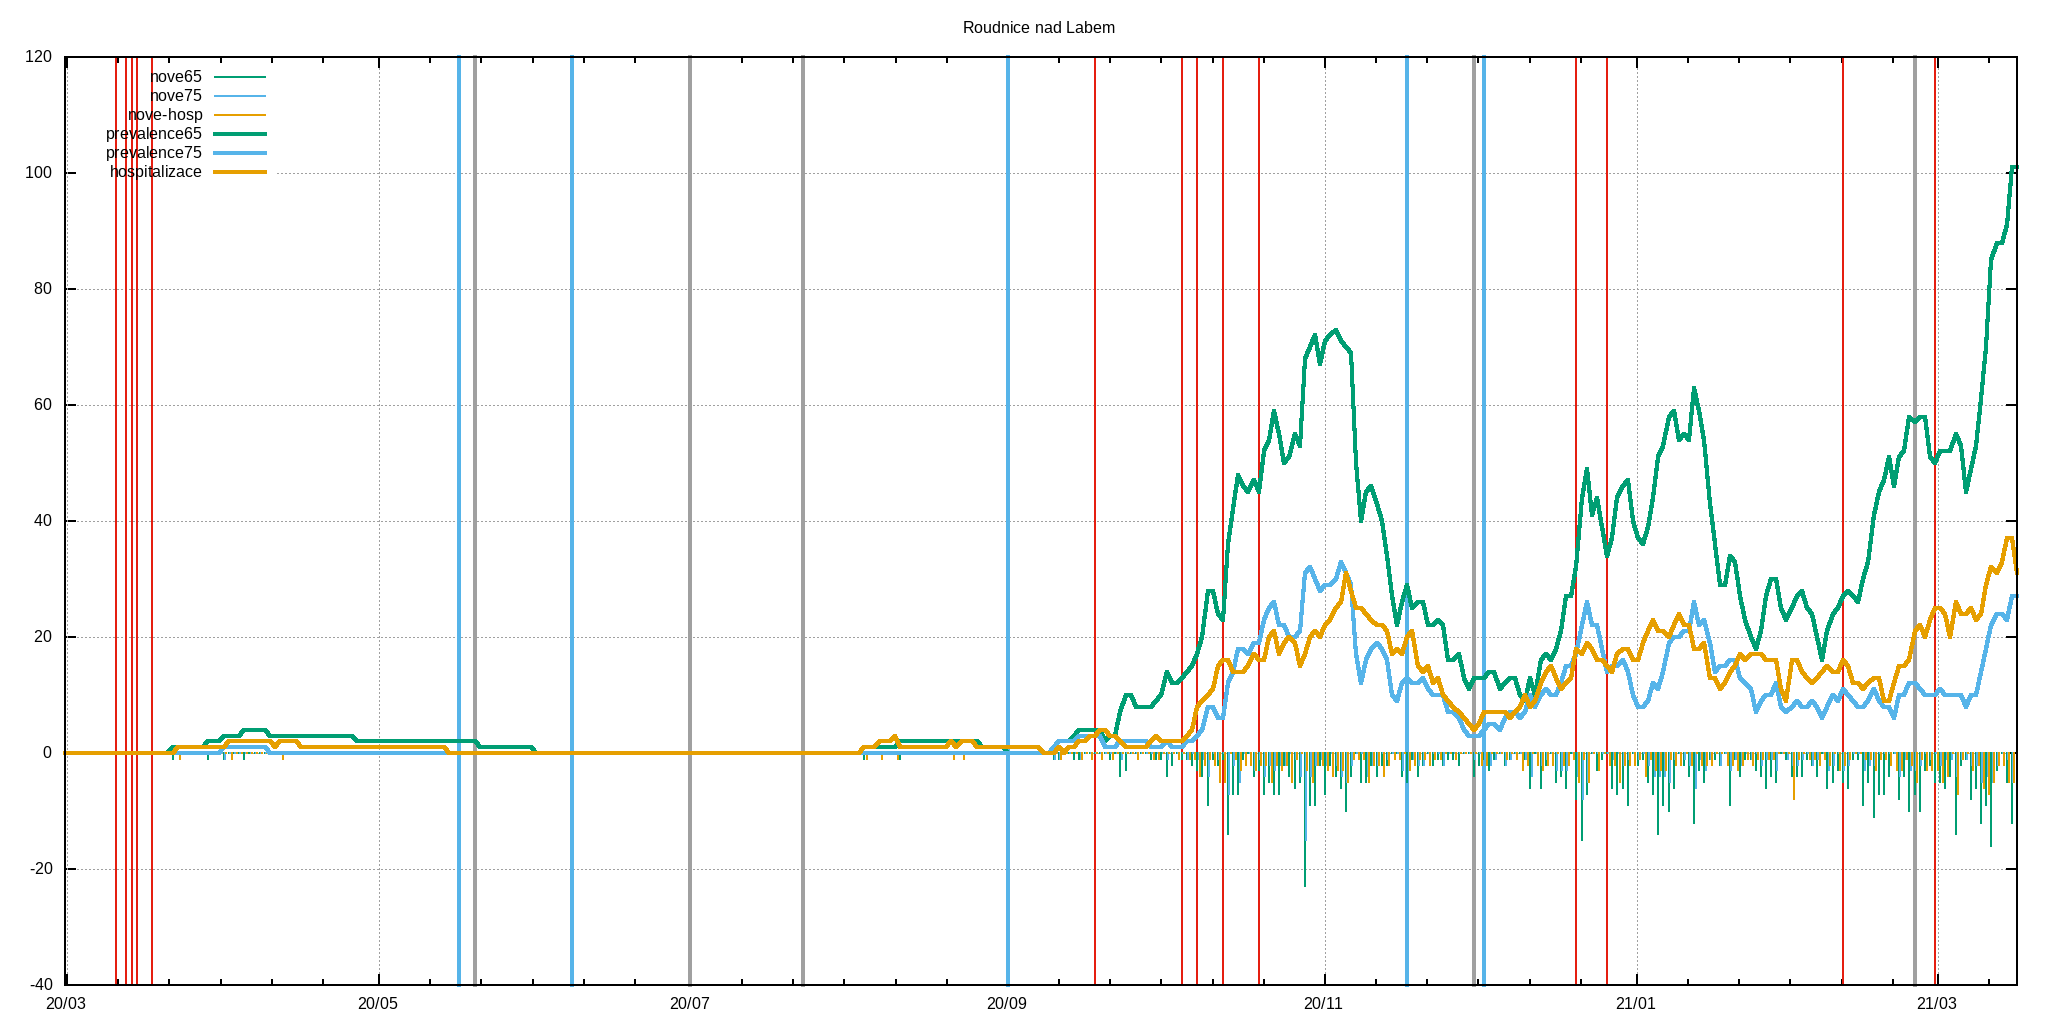 Roudnice nad Labem
120
100
80
60
40
20
0
-20
-40
nove65
nove75
nove-hosp
prevalence65
prevalence75
hospitalizace
20/03 20/05 20/07 20/09 20/11 21/01 21/03